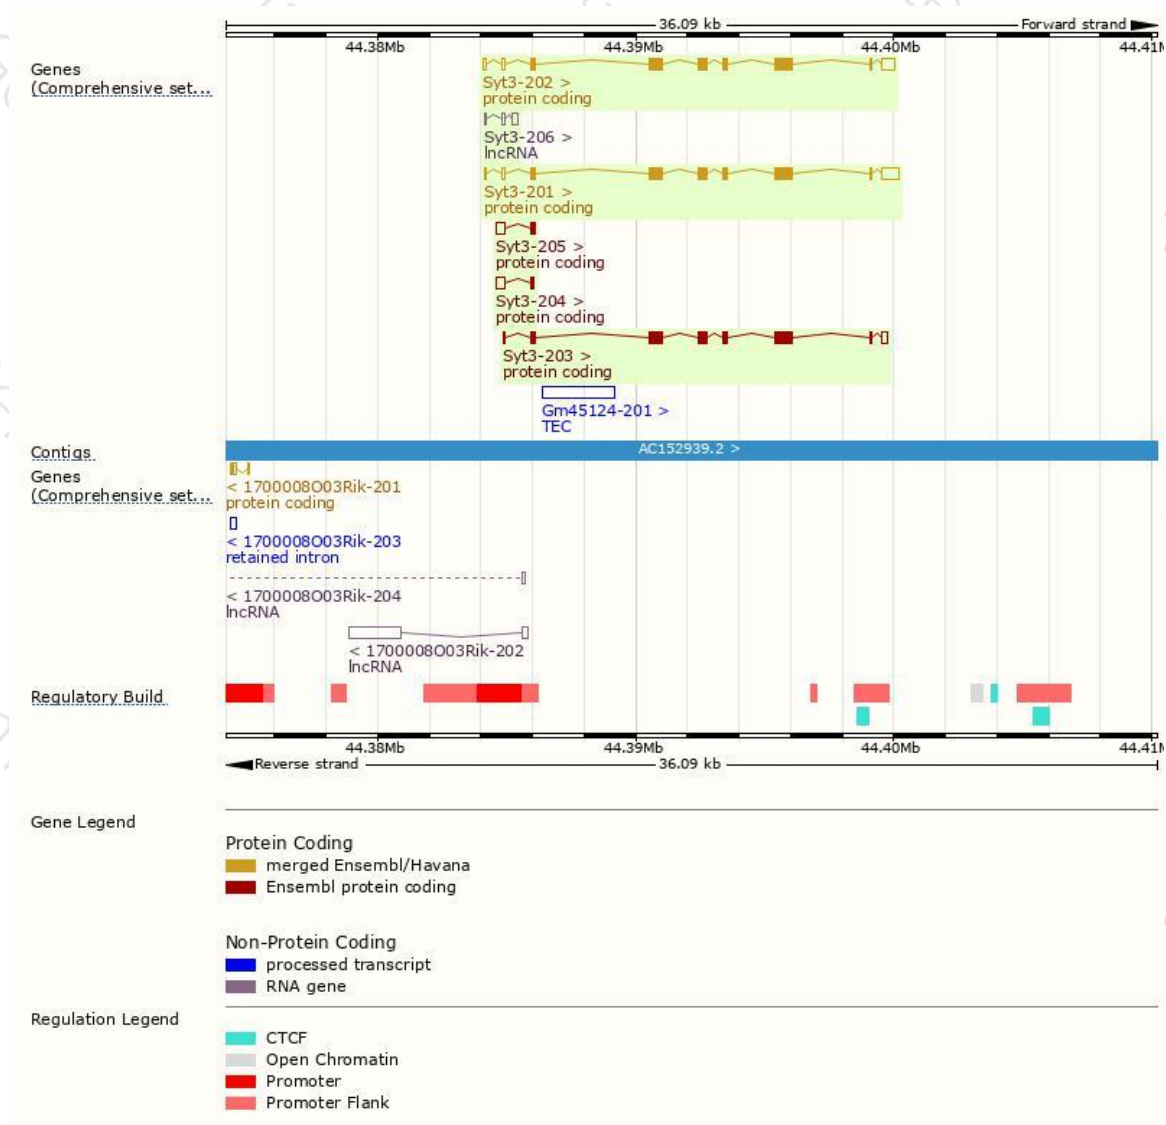 36.09 kb Forward strand
44.38Mb 44.39Mb 44.40Mb 44.41M
Genes
(Comprehensive set...
Syt3-202 >
protein coding
Syt3-206 >
lncRNA
Syt3-201 >
protein coding
Syt3-205 >
protein coding
Syt3-204 >
protein coding
Syt3-203 >
protein coding
Gm45124-201 >
TEC
Contigs AC152939.2 >
Genes
(Comprehensive set...
< 1700008O03Rik-201
protein coding
< 1700008O03Rik-203
retained intron
< 1700008O03Rik-204
lncRNA
< 1700008O03Rik-202
lncRNA
Regulatory Build
44.38Mb 44.39Mb 44.40Mb 44.41M
Reverse strand 36.09 kb
Gene Legend
Protein Coding
merged Ensembl/Havana
Ensembl protein coding
Non-Protein Coding
processed transcript
RNA gene
Regulation Legend
CTCF
Open Chromatin
Promoter
Promoter Flank